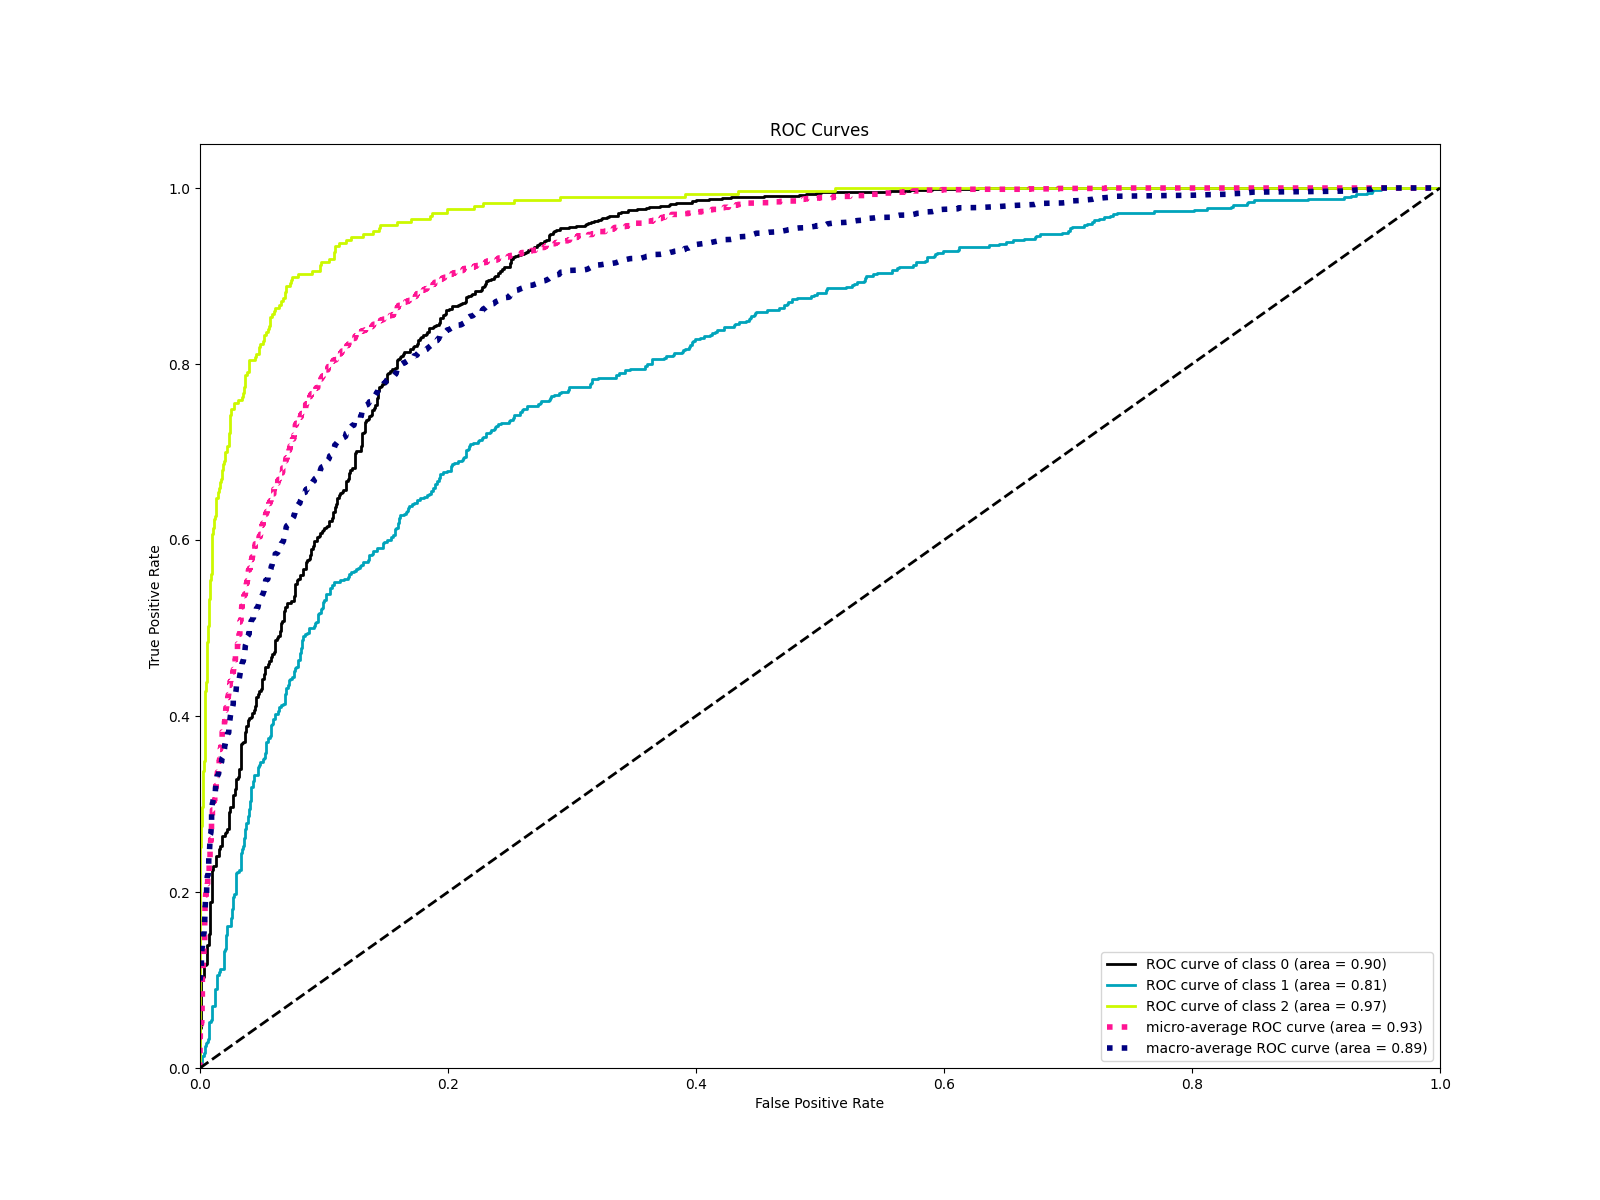 ROC Curves
1.0
0.8
0.6
0.4
0.2
0.0
True Positive Rate
0.0 0.2 0.4 0.6 0.8 1.0
False Positive Rate
ROC curve of class 0 (area = 0.90)
ROC curve of class 1 (area = 0.81)
ROC curve of class 2 (area = 0.97)
micro-average ROC curve (area = 0.93)
macro-average ROC curve (area = 0.89)